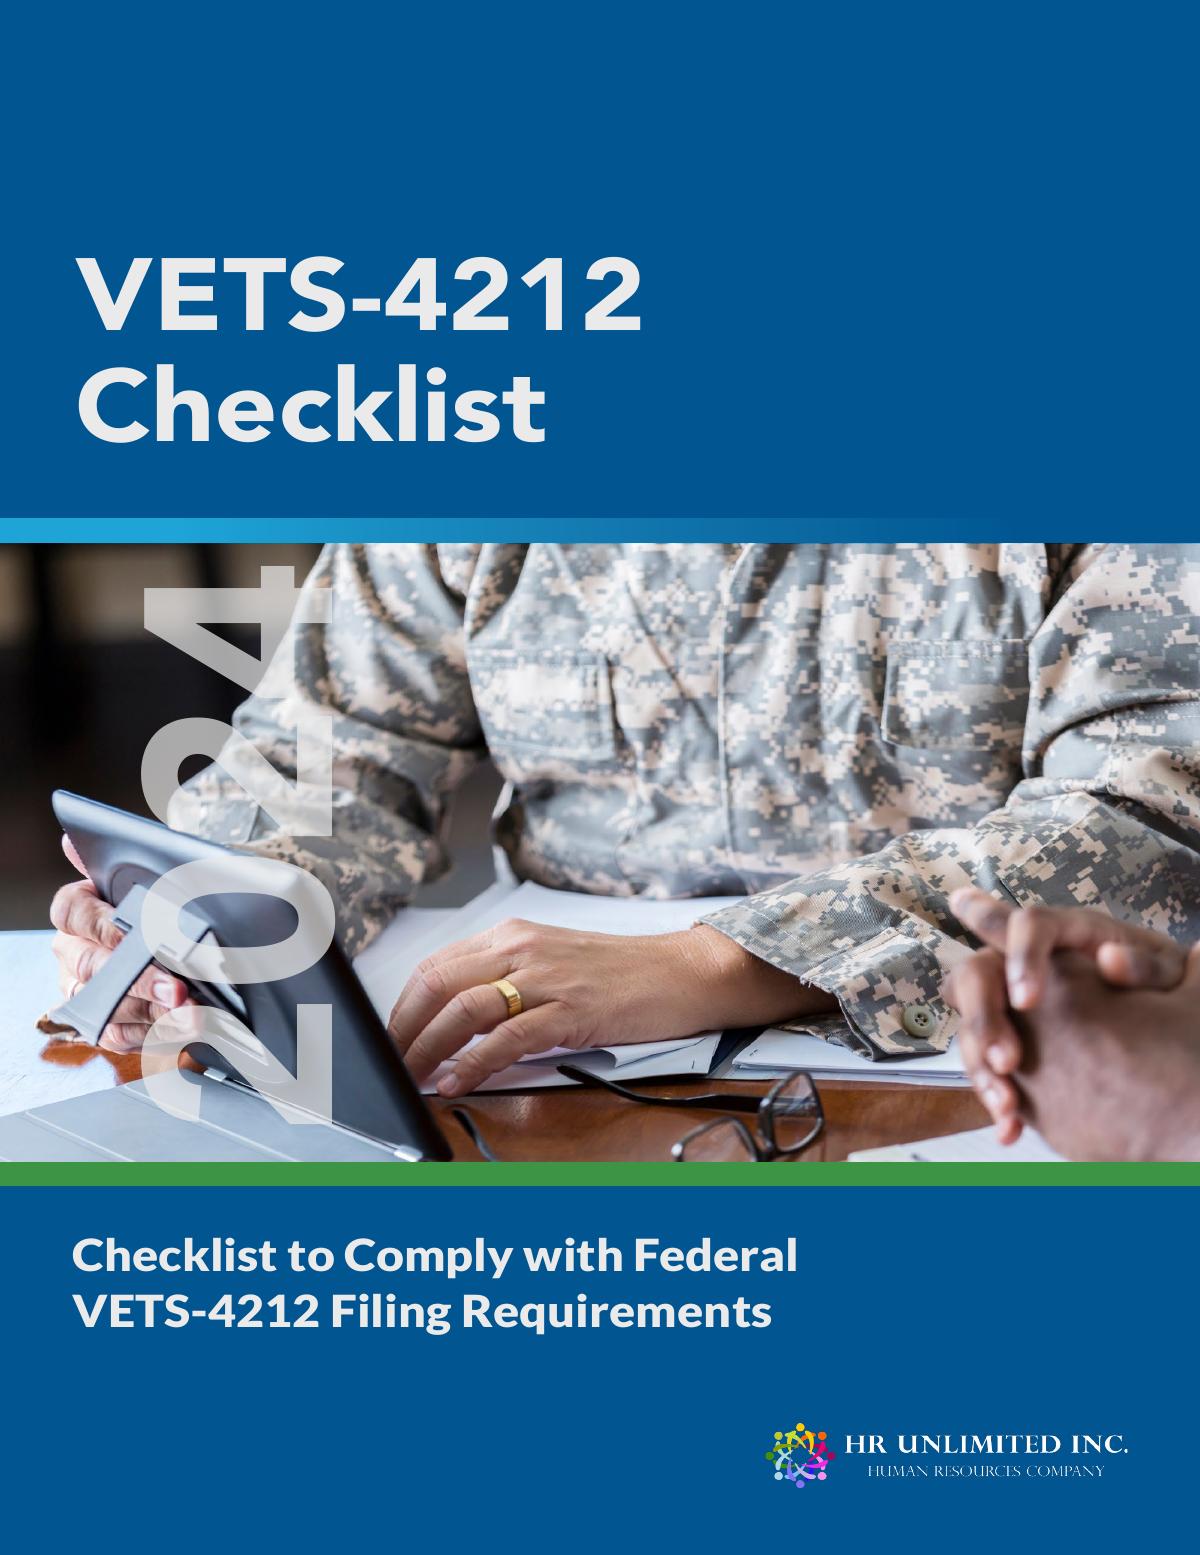 VETS-4212
Checklist
2024
Checklist to Comply with Federal
VETS-4212 Filing Requirements
HR UNLIMITED INC.
HUMAN RESOURCES COMPANY